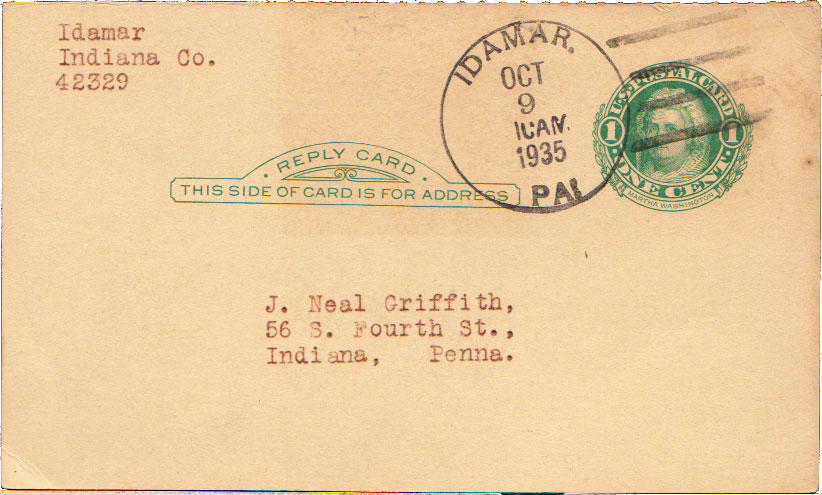 Idamar
Indiana Co.
42329
IDAMAR.
OCT
9
10AM.
1935
PA.
U.S. POSTAL CARD
1 1
ONE CENT
MARTHA WASHINGTON
REPLY CARD
THIS SIDE OF CARD IS FOR ADDRESS
J. Neal Griffith,
56 S. Fourth St.,
Indiana, Penna.